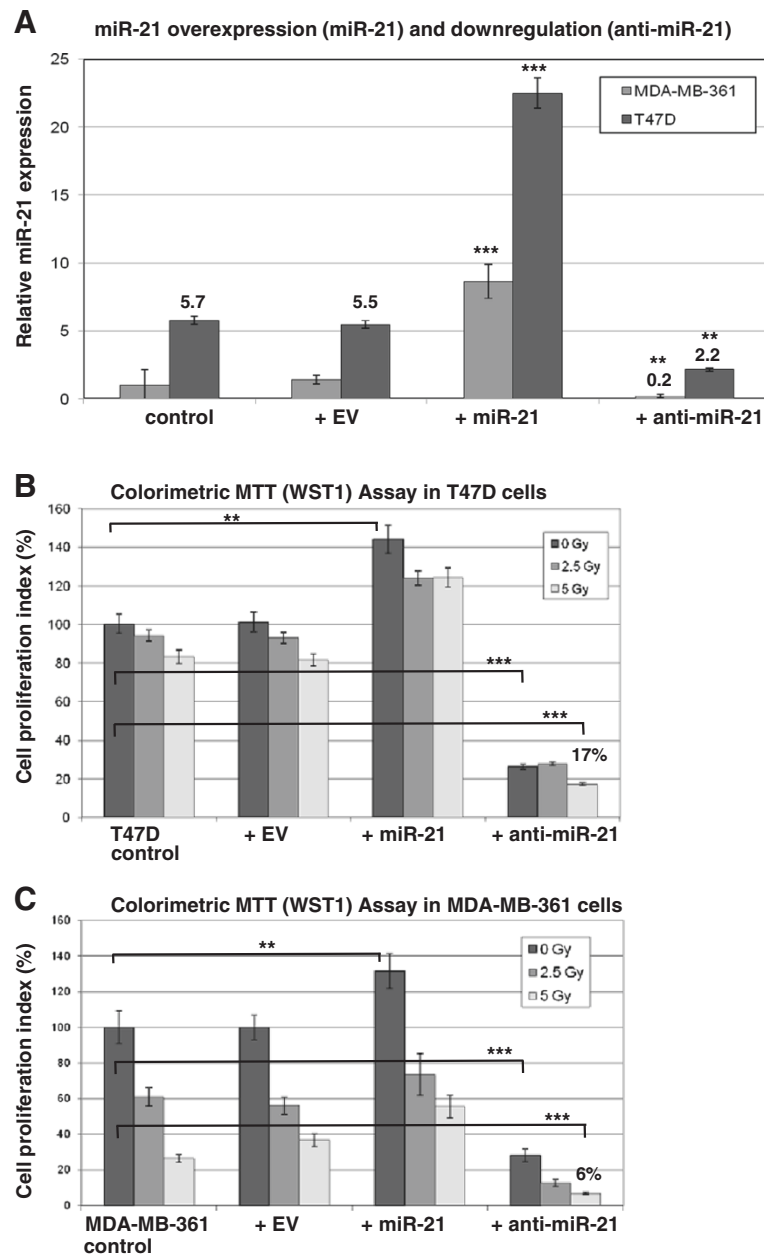 A
miR-21 overexpression (miR-21) and downregulation (anti-miR-21)
Relative miR-21 expression
25
20
15
10
5
0
MDA-MB-361
T47D
5.7
5.5
***
***
**
0.2
**
2.2
control
+ EV
+ miR-21
+ anti-miR-21
B
Colorimetric MTT (WST1) Assay in T47D cells
Cell proliferation index (%)
160
140
120
100
80
60
40
20
0
0 Gy
2.5 Gy
5 Gy
**
***
***
17%
T47D
control
+ EV
+ miR-21
+ anti-miR-21
C
Colorimetric MTT (WST1) Assay in MDA-MB-361 cells
Cell proliferation index (%)
160
140
120
100
80
60
40
20
0
0 Gy
2.5 Gy
5 Gy
**
***
***
6%
MDA-MB-361
control
+ EV
+ miR-21
+ anti-miR-21